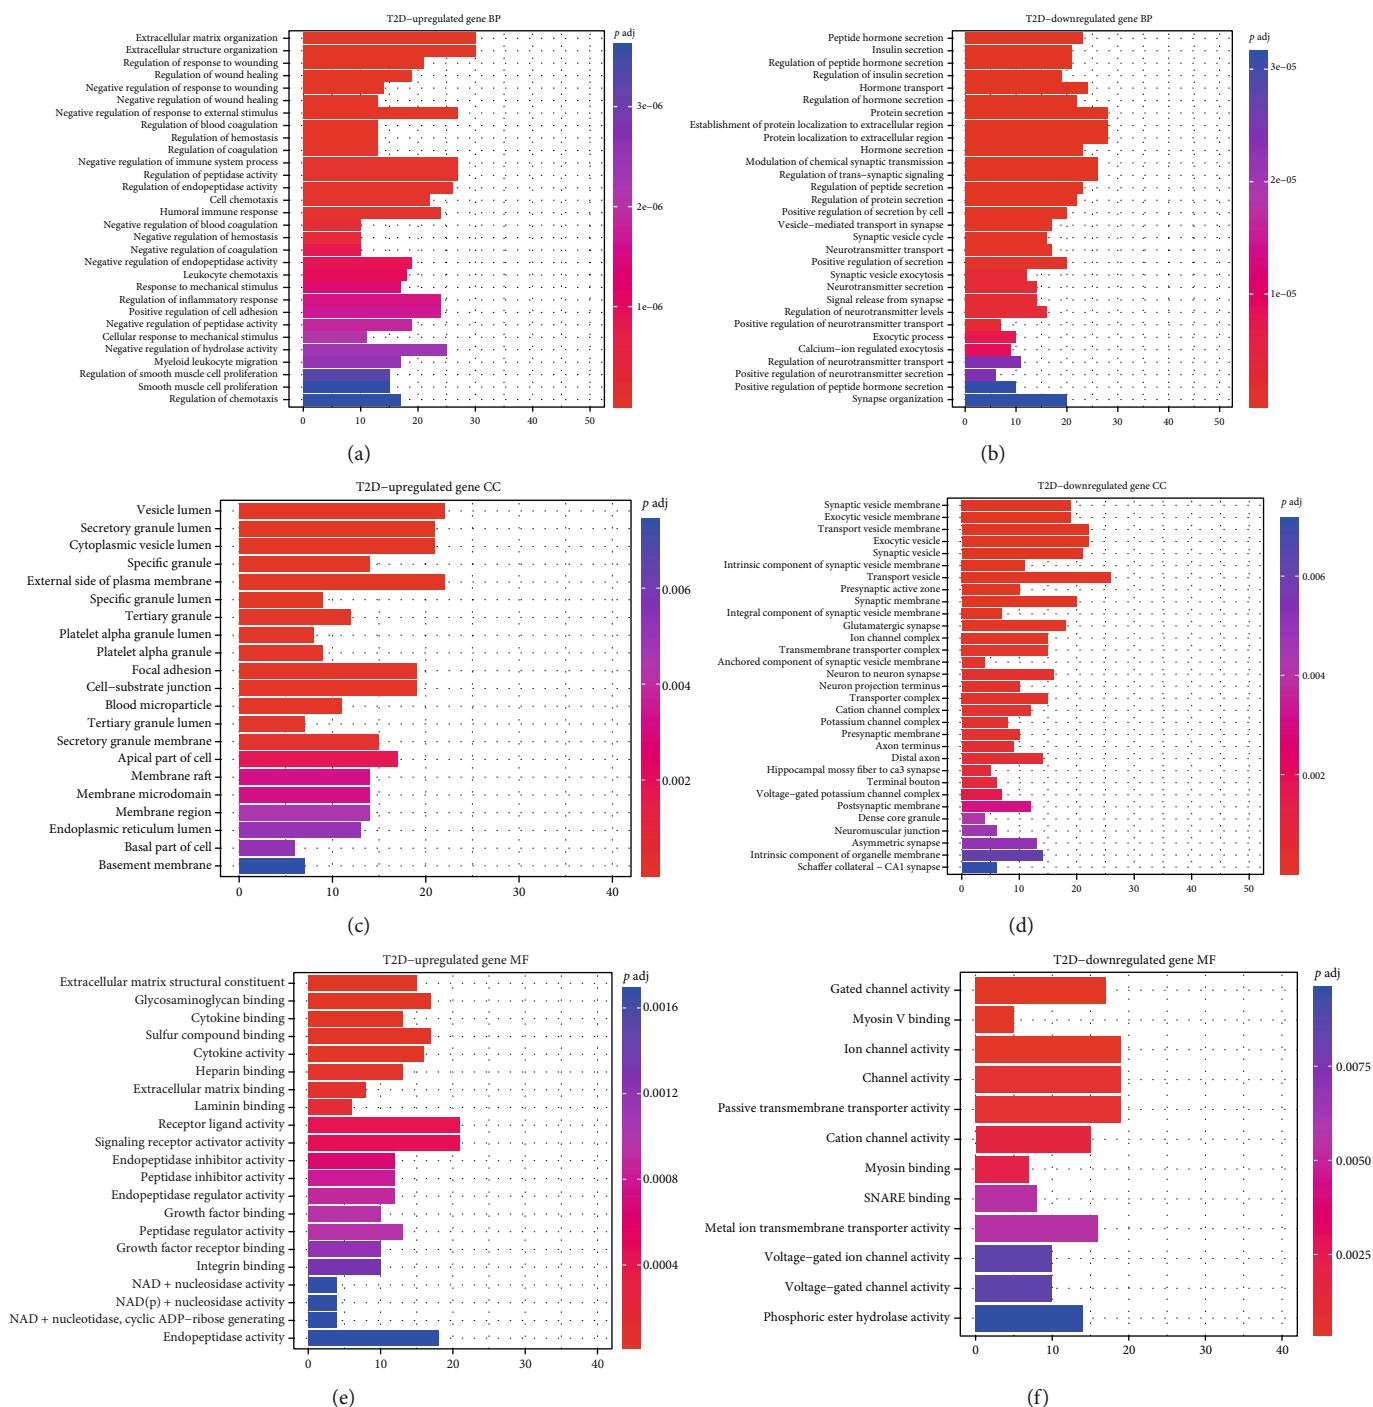 T2D−upregulated gene BP
Extracellular matrix organization
Extracellular structure organization
Regulation of response to wounding
Regulation of wound healing
Negative regulation of response to wounding
Negative regulation of wound healing
Negative regulation of response to external stimulus
Regulation of blood coagulation
Regulation of hemostasis
Regulation of coagulation
Negative regulation of immune system process
Regulation of peptidase activity
Regulation of endopeptidase activity
Cell chemotaxis
Humoral immune response
Negative regulation of blood coagulation
Negative regulation of hemostasis
Negative regulation of coagulation
Negative regulation of endopeptidase activity
Leukocyte chemotaxis
Response to mechanical stimulus
Regulation of inflammatory response
Positive regulation of cell adhesion
Negative regulation of peptidase activity
Cellular response to mechanical stimulus
Negative regulation of hydrolase activity
Myeloid leukocyte migration
Regulation of smooth muscle cell proliferation
Smooth muscle cell proliferation
Regulation of chemotaxis
0 10 20 30 40 50
p adj
3e−06
2e−06
1e−06
(a)
T2D−downregulated gene BP
Peptide hormone secretion
Insulin secretion
Regulation of peptide hormone secretion
Regulation of insulin secretion
Hormone transport
Regulation of hormone secretion
Protein secretion
Establishment of protein localization to extracellular region
Protein localization to extracellular region
Hormone secretion
Modulation of chemical synaptic transmission
Regulation of trans−synaptic signaling
Regulation of peptide secretion
Regulation of protein secretion
Positive regulation of secretion by cell
Vesicle−mediated transport in synapse
Synaptic vesicle cycle
Neurotransmitter transport
Positive regulation of secretion
Synaptic vesicle exocytosis
Neurotransmitter secretion
Signal release from synapse
Regulation of neurotransmitter levels
Positive regulation of neurotransmitter transport
Exocytic process
Calcium−ion regulated exocytosis
Regulation of neurotransmitter transport
Positive regulation of neurotransmitter secretion
Positive regulation of peptide hormone secretion
Synapse organization
0 10 20 30 40 50
p adj
3e−05
2e−05
1e−05
(b)
T2D−upregulated gene CC
Vesicle lumen
Secretory granule lumen
Cytoplasmic vesicle lumen
Specific granule
External side of plasma membrane
Specific granule lumen
Tertiary granule
Platelet alpha granule lumen
Platelet alpha granule
Focal adhesion
Cell−substrate junction
Blood microparticle
Tertiary granule lumen
Secretory granule membrane
Apical part of cell
Membrane raft
Membrane microdomain
Membrane region
Endoplasmic reticulum lumen
Basal part of cell
Basement membrane
0 10 20 30 40
p adj
0.006
0.004
0.002
(c)
T2D−downregulated gene CC
Synaptic vesicle membrane
Exocytic vesicle membrane
Transport vesicle membrane
Exocytic vesicle
Synaptic vesicle
Intrinsic component of synaptic vesicle membrane
Transport vesicle
Presynaptic active zone
Synaptic membrane
Integral component of synaptic vesicle membrane
Glutamatergic synapse
Ion channel complex
Transmembrane transporter complex
Anchored component of synaptic vesicle membrane
Neuron to neuron synapse
Neuron projection terminus
Transporter complex
Cation channel complex
Potassium channel complex
Presynaptic membrane
Axon terminus
Distal axon
Hippocampal mossy fiber to ca3 synapse
Terminal bouton
Voltage−gated potassium channel complex
Postsynaptic membrane
Dense core granule
Neuromuscular junction
Asymmetric synapse
Intrinsic component of organelle membrane
Schaffer collateral − CA1 synapse
0 10 20 30 40 50
p adj
0.006
0.004
0.002
(d)
T2D−upregulated gene MF
Extracellular matrix structural constituent
Glycosaminoglycan binding
Cytokine binding
Sulfur compound binding
Cytokine activity
Heparin binding
Extracellular matrix binding
Laminin binding
Receptor ligand activity
Signaling receptor activator activity
Endopeptidase inhibitor activity
Peptidase inhibitor activity
Endopeptidase regulator activity
Growth factor binding
Peptidase regulator activity
Growth factor receptor binding
Integrin binding
NAD + nucleosidase activity
NAD(p) + nucleosidase activity
NAD + nucleotidase, cyclic ADP−ribose generating
Endopeptidase activity
0 10 20 30 40
p adj
0.0016
0.0012
0.0008
0.0004
(e)
T2D−downregulated gene MF
Gated channel activity
Myosin V binding
Ion channel activity
Channel activity
Passive transmembrane transporter activity
Cation channel activity
Myosin binding
SNARE binding
Metal ion transmembrane transporter activity
Voltage−gated ion channel activity
Voltage−gated channel activity
Phosphoric ester hydrolase activity
0 10 20 30 40
p adj
0.0075
0.0050
0.0025
(f)